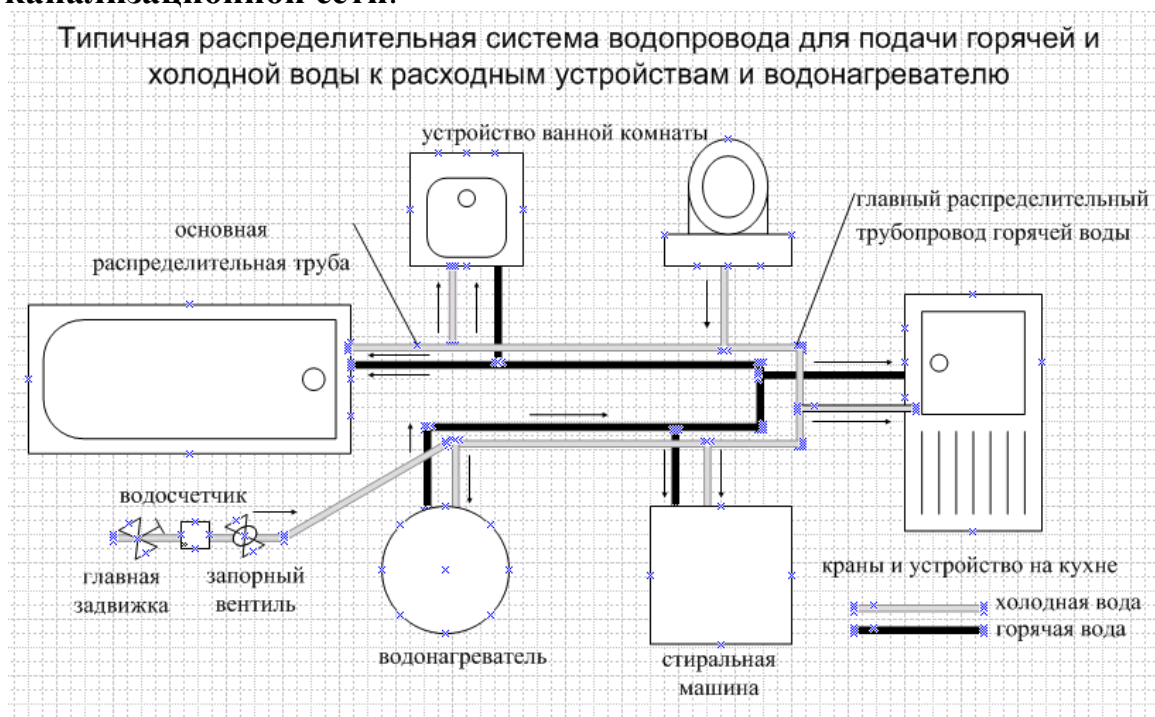 канализационной сети.
Типичная распределительная система водопровода для подачи горячей и
холодной воды к расходным устройствам и водонагревателю
устройство ванной комнаты
главный распределительный
трубопровод горячей воды
основная
распределительная труба
водосчетчик
главная
задвижка
запорный
вентиль
водонагреватель
стиральная
машина
краны и устройство на кухне
холодная вода
горячая вода